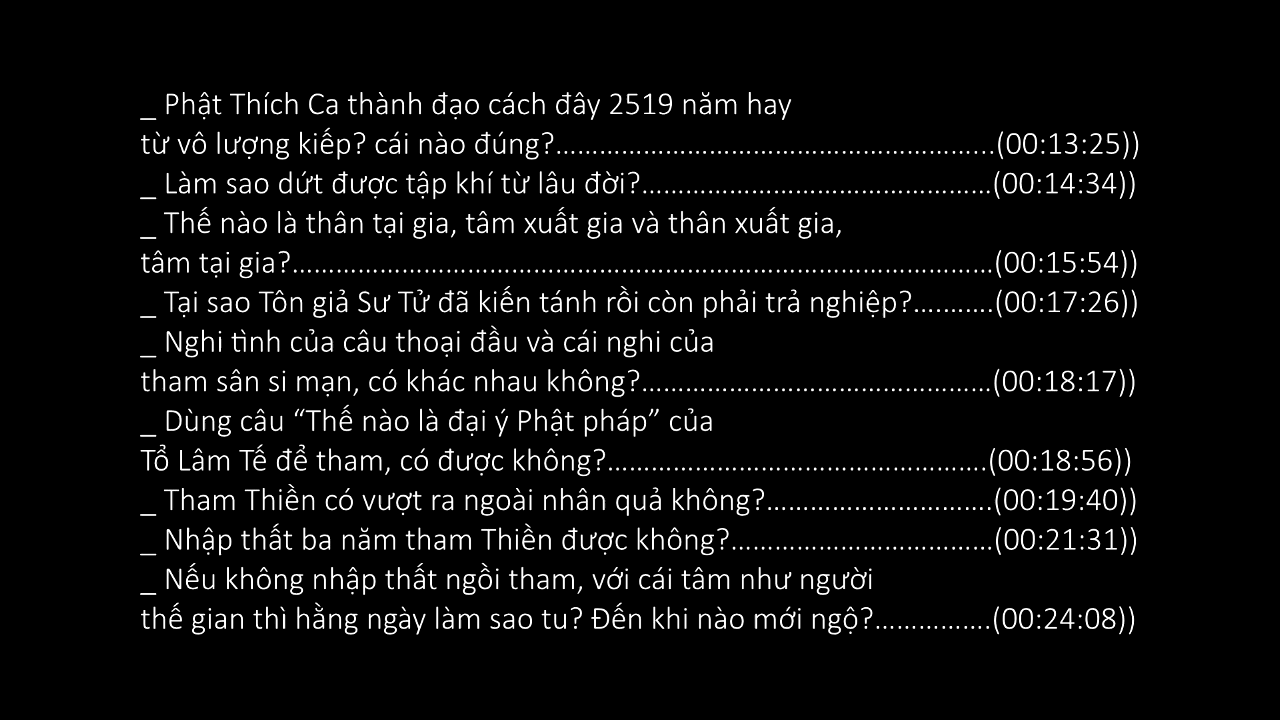 _ Phật Thích Ca thành đạo cách đây 2519 năm hay
từ vô lượng kiếp? cái nào đúng?.........................................................(00:13:25))
_ Làm sao dứt được tập khí từ lâu đời?...............................................(00:14:34))
_ Thế nào là thân tại gia, tâm xuất gia và thân xuất gia,
tâm tại gia?..............................................................................................(00:15:54))
_ Tại sao Tôn giả Sư Tử đã kiến tánh rồi còn phải trả nghiệp?...........(00:17:26))
_ Nghi tình của câu thoại đầu và cái nghi của
tham sân si mạn, có khác nhau không?...............................................(00:18:17))
_ Dùng câu “Thế nào là đại ý Phật pháp” của
Tổ Lâm Tế để tham, có được không?...................................................(00:18:56))
_ Tham Thiền có vượt ra ngoài nhân quả không?...............................(00:19:40))
_ Nhập thất ba năm tham Thiền được không?....................................(00:21:31))
_ Nếu không nhập thất ngồi tham, với cái tâm như người
thế gian thì hằng ngày làm sao tu? Đến khi nào mới ngộ?................(00:24:08))